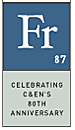 Fr
87
CELEBRATING
C&EN'S
80TH
ANNIVERSARY